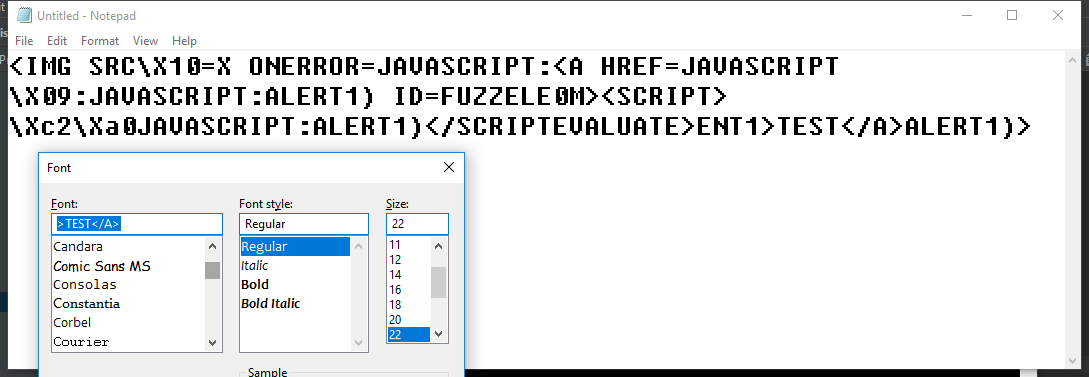 Untitled - Notepad
File Edit Format View Help
<IMG SRC\X10=X ONERROR=JAVASCRIPT:<A HREF=JAVASCRIPT
\X09:JAVASCRIPT:ALERT1) ID=FUZZELE0M><SCRIPT>
\Xc2\Xa0JAVASCRIPT:ALERT1)</SCRIPTEVALUATE>ENT1>TEST</A>ALERT1)>
Font
Font: Font style: Size:
>TEST</A> Regular 22
Candara Regular 11
Comic Sans MS Italic 12
Consolas Bold 14
Constantia Bold Italic 16
Corbel 18
Courier 20
22
Sample